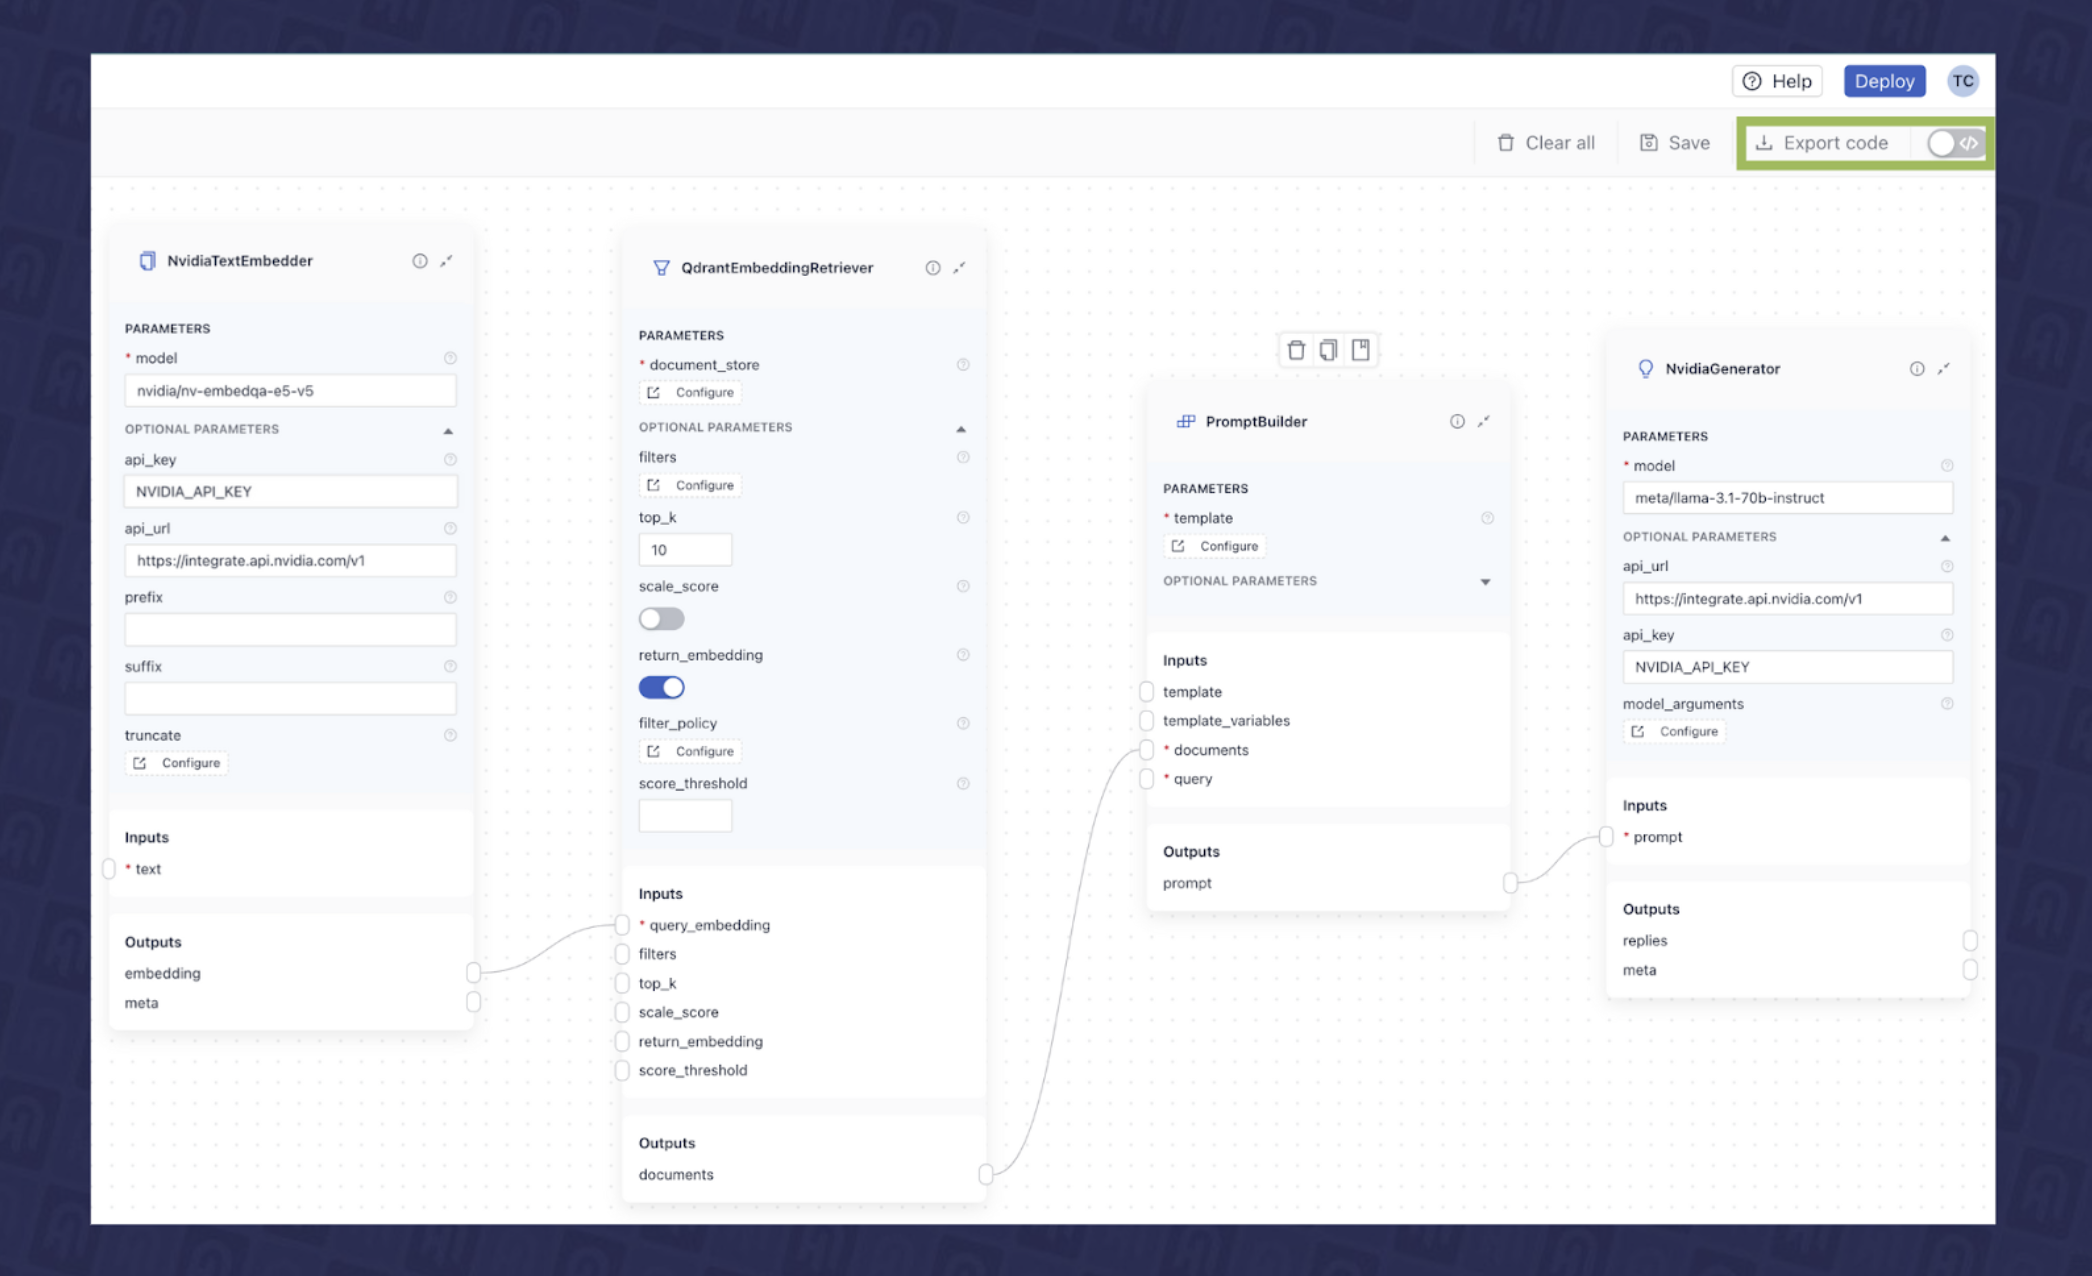 Help
Deploy
TC
Clear all
Save
Export code
NvidiaTextEmbedder
PARAMETERS
* model
nvidia/nv-embedqa-e5-v5
OPTIONAL PARAMETERS
api_key
NVIDIA_API_KEY
api_url
https://integrate.api.nvidia.com/v1
prefix
suffix
truncate
Configure
Inputs
* text
Outputs
embedding
meta
QdrantEmbeddingRetriever
PARAMETERS
* document_store
Configure
OPTIONAL PARAMETERS
filters
Configure
top_k
10
scale_score
return_embedding
filter_policy
Configure
score_threshold
Inputs
* query_embedding
filters
top_k
scale_score
return_embedding
score_threshold
Outputs
documents
PromptBuilder
PARAMETERS
* template
Configure
OPTIONAL PARAMETERS
Inputs
template
template_variables
* documents
* query
Outputs
prompt
NvidiaGenerator
PARAMETERS
* model
meta/llama-3.1-70b-instruct
OPTIONAL PARAMETERS
api_url
https://integrate.api.nvidia.com/v1
api_key
NVIDIA_API_KEY
model_arguments
Configure
Inputs
* prompt
Outputs
replies
meta